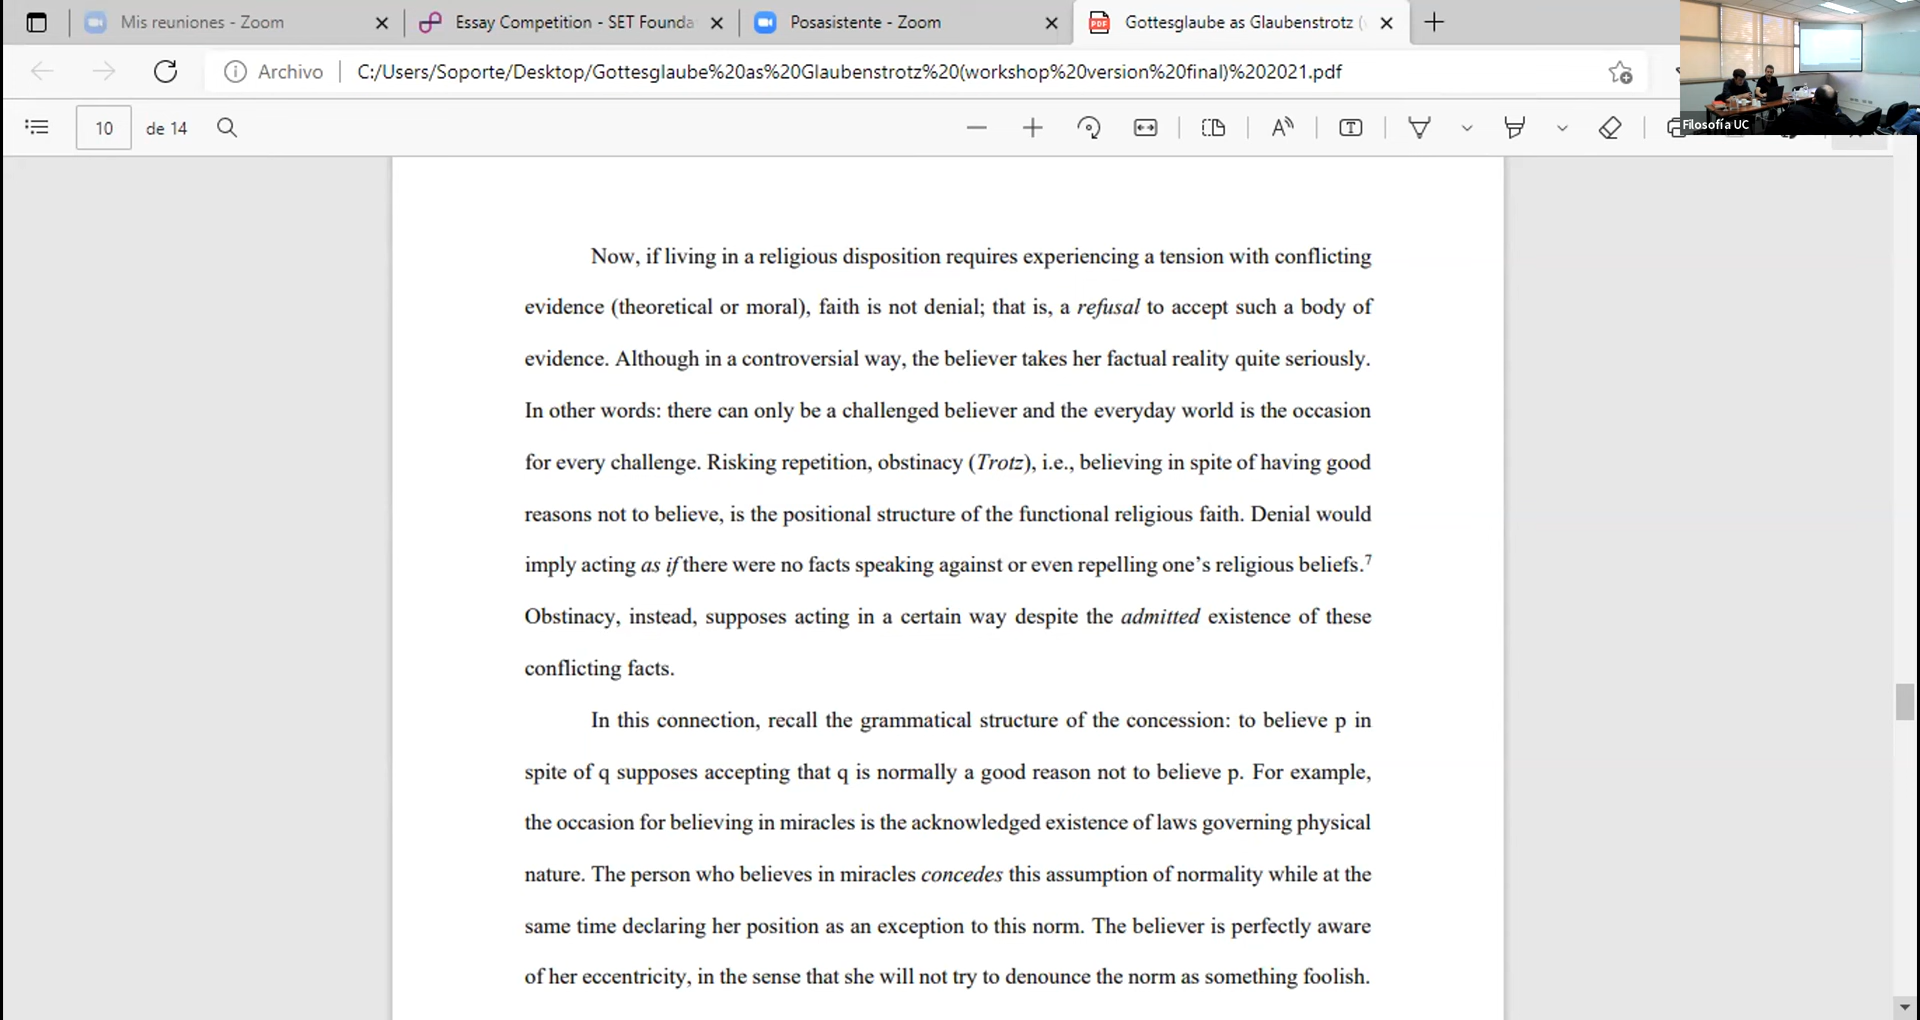 Mis reuniones - Zoom
Essay Competition - SET Founda
Posasistente - Zoom
PDF
Gottesglaube as Glaubenstrotz (
Archivo
C:/Users/Soporte/Desktop/Gottesglaube%20as%20Glaubenstrotz%20(workshop%20version%20final)%202021.pdf
10 de 14
Filosofía UC
Now, if living in a religious disposition requires experiencing a tension with conflicting
evidence (theoretical or moral), faith is not denial; that is, a refusal to accept such a body of
evidence. Although in a controversial way, the believer takes her factual reality quite seriously.
In other words: there can only be a challenged believer and the everyday world is the occasion
for every challenge. Risking repetition, obstinacy (Trotz), i.e., believing in spite of having good
reasons not to believe, is the positional structure of the functional religious faith. Denial would
imply acting as if there were no facts speaking against or even repelling one’s religious beliefs.⁷
Obstinacy, instead, supposes acting in a certain way despite the admitted existence of these
conflicting facts.
In this connection, recall the grammatical structure of the concession: to believe p in
spite of q supposes accepting that q is normally a good reason not to believe p. For example,
the occasion for believing in miracles is the acknowledged existence of laws governing physical
nature. The person who believes in miracles concedes this assumption of normality while at the
same time declaring her position as an exception to this norm. The believer is perfectly aware
of her eccentricity, in the sense that she will not try to denounce the norm as something foolish.